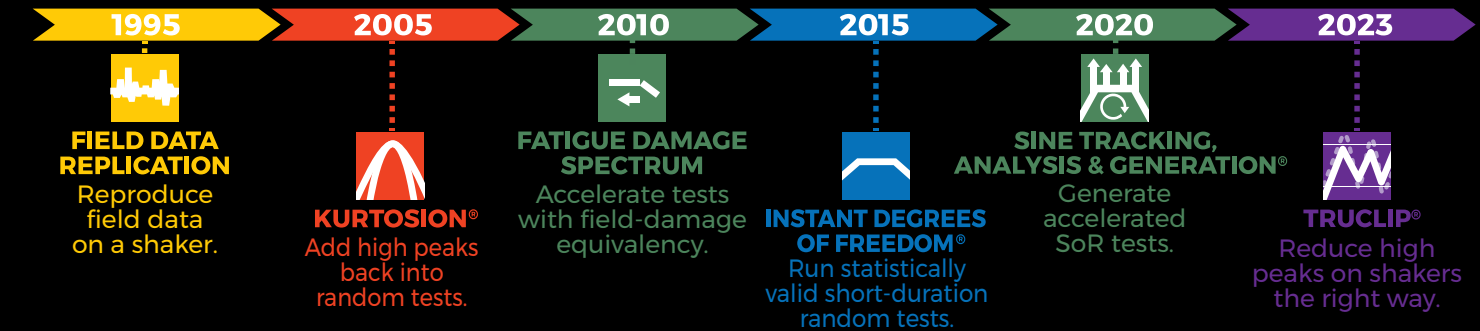 1995
2005
2010
2015
2020
2023
FIELD DATA
REPLICATION
Reproduce
field data
on a shaker.
KURTOSION®
Add high peaks
back into
random tests.
FATIGUE DAMAGE
SPECTRUM
Accelerate tests
with field-damage
equivalency.
INSTANT DEGREES
OF FREEDOM®
Run statistically
valid short-duration
random tests.
SINE TRACKING,
ANALYSIS & GENERATION®
Generate
accelerated
SoR tests.
TRUCLIP®
Reduce high
peaks on shakers
the right way.